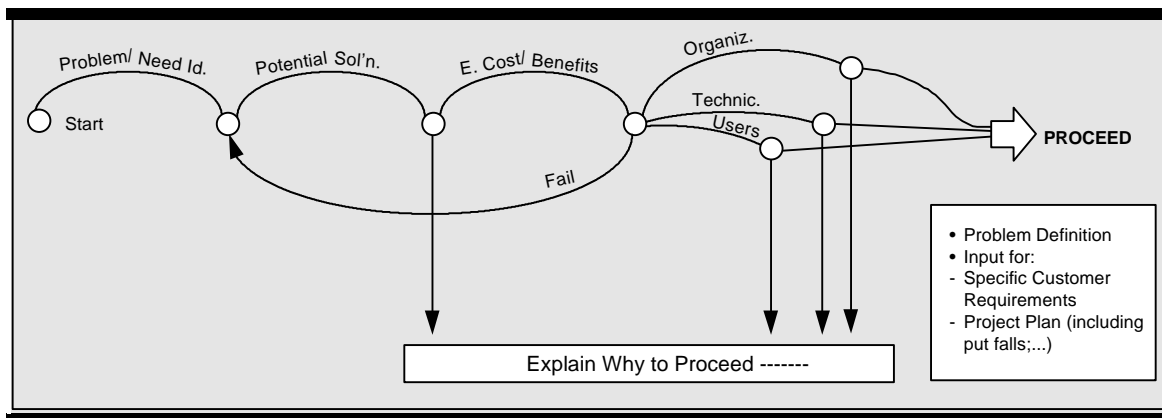 Problem/ Need Id.
Potential Sol'n.
E. Cost/ Benefits
Organiz.
Technic.
Users
Start
PROCEED
Fail
• Problem Definition
• Input for:
- Specific Customer
Requirements
- Project Plan (including
put falls;...)
Explain Why to Proceed -------